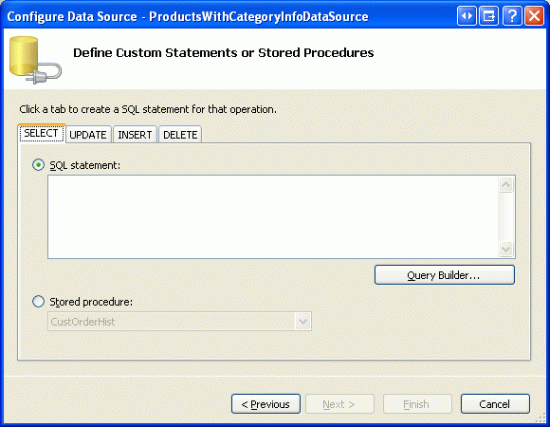 Configure Data Source - ProductsWithCategoryInfoDataSource
Define Custom Statements or Stored Procedures
Click a tab to create a SQL statement for that operation.
SELECT UPDATE INSERT DELETE
SQL statement:
Query Builder...
Stored procedure:
CustOrderHist
< Previous Next > Finish Cancel